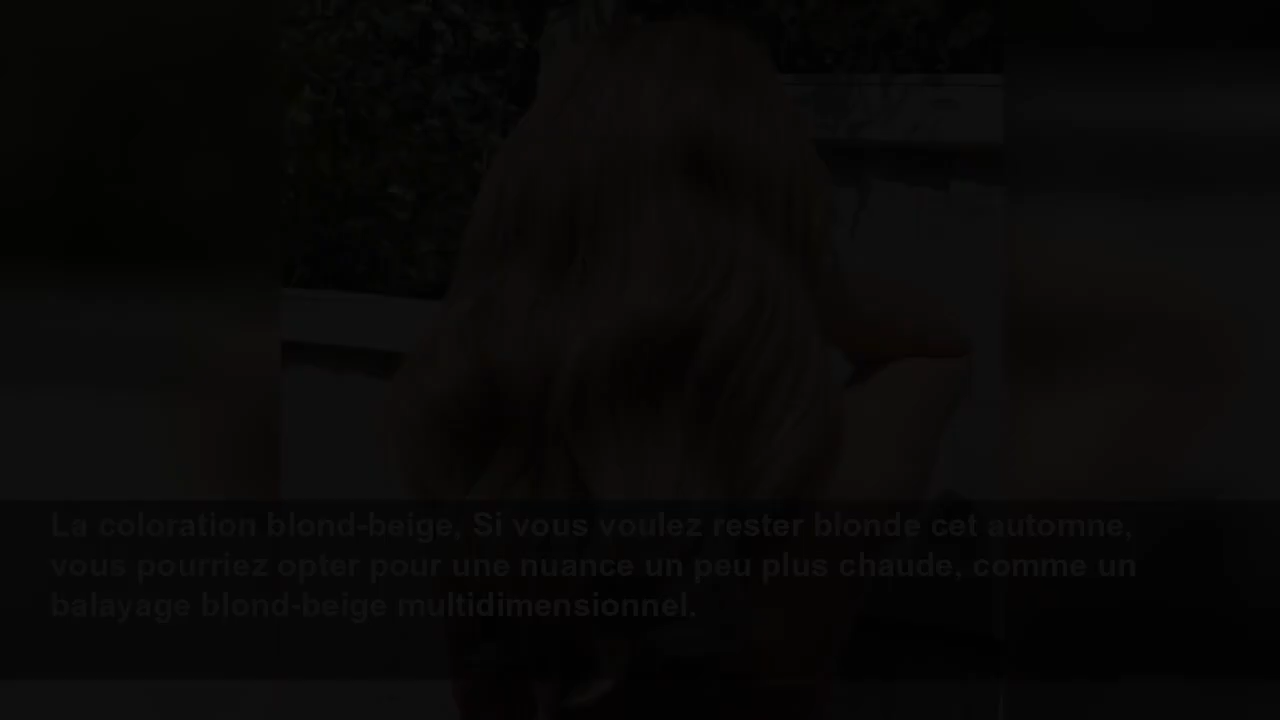 La coloration blond-beige, Si vous voulez rester blonde cet automne,
vous pourriez opter pour une nuance un peu plus chaude, comme un
balayage blond-beige multidimensionnel.